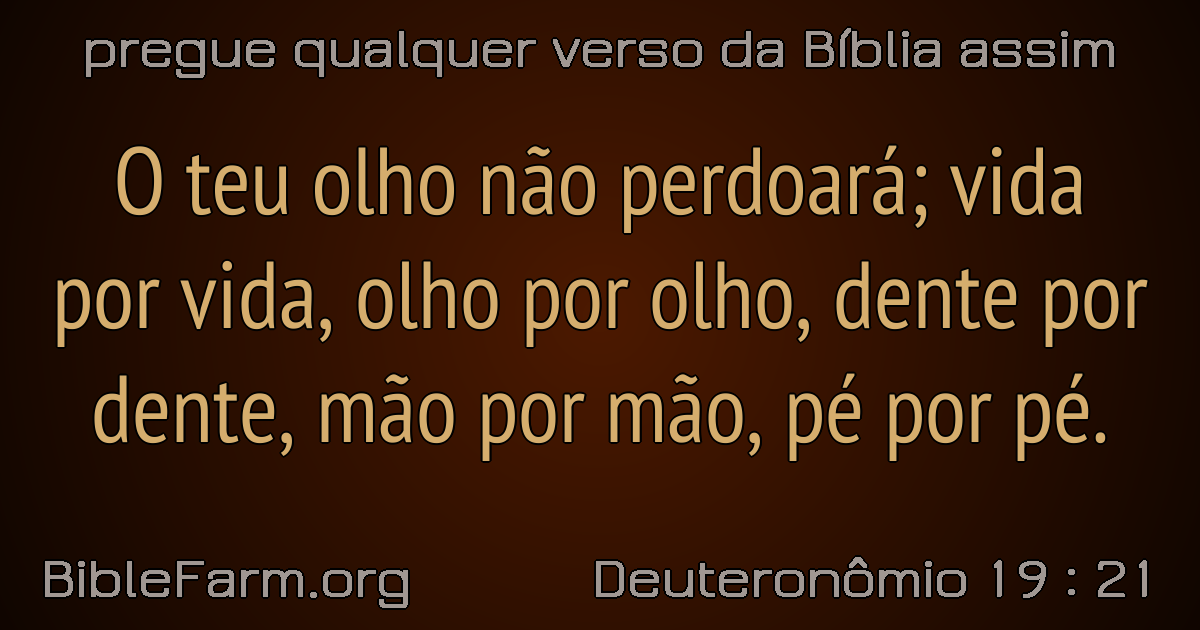 pregue qualquer verso da Bíblia assim
O teu olho não perdoará; vida
por vida, olho por olho, dente por
dente, mão por mão, pé por pé.
BibleFarm.org
Deuteronômio 19 : 21